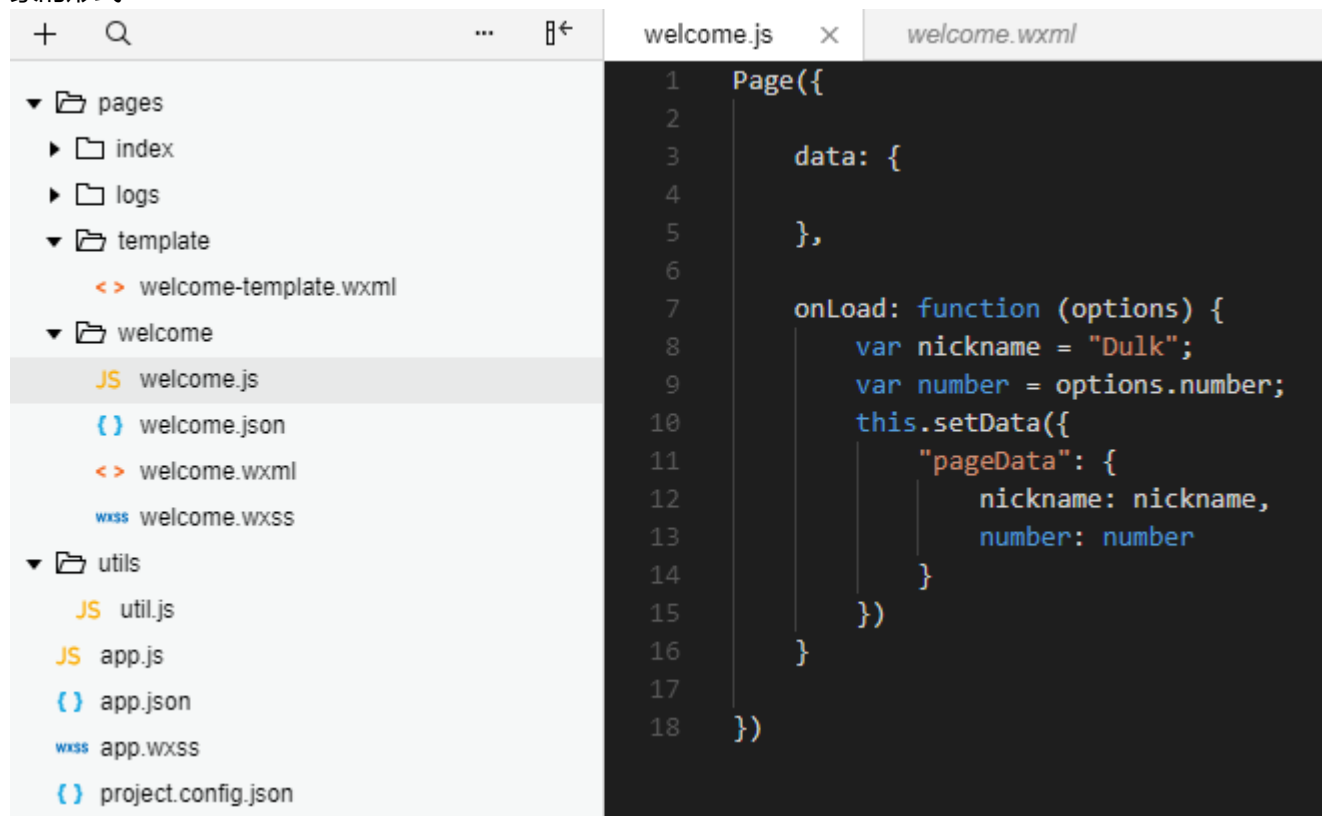 welcome.js
welcome.wxml
pages
index
logs
template
<> welcome-template.wxml
welcome
JS welcome.js
{} welcome.json
<> welcome.wxml
wxss welcome.wxss
utils
JS util.js
JS app.js
{} app.json
wxss app.wxss
{} project.config.json
1 Page({
2
3 data: {
4
5 },
6
7 onLoad: function (options) {
8 var nickname = "Dulk";
9 var number = options.number;
10 this.setData({
11 "pageData": {
12 nickname: nickname,
13 number: number
14 }
15 })
16 }
17
18 })